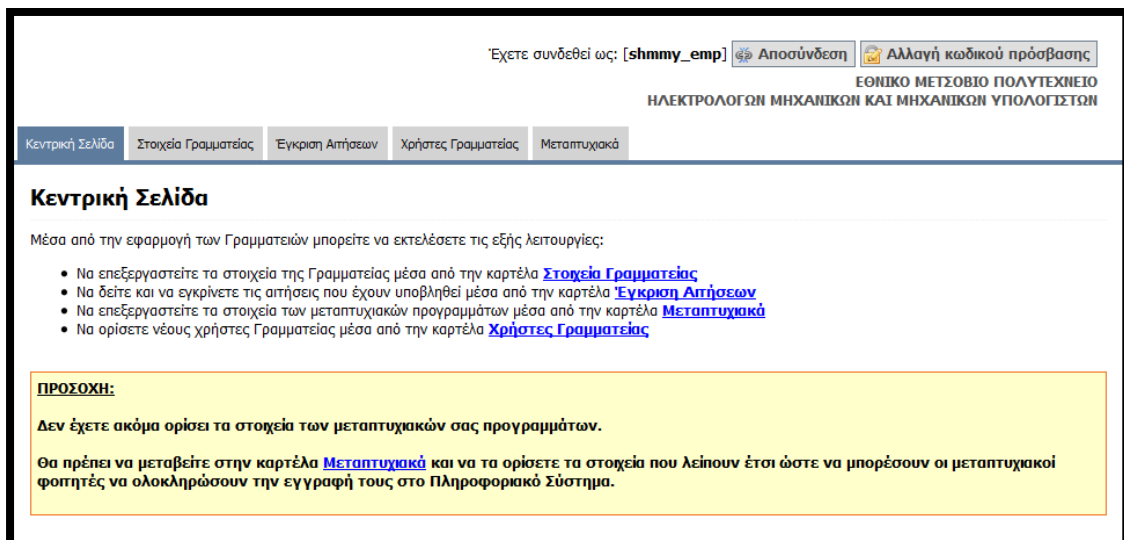 Έχετε συνδεθεί ως: [shmmy_emp] Αποσύνδεση Αλλαγή κωδικού πρόσβασης
ΕΘΝΙΚΟ ΜΕΤΣΟΒΙΟ ΠΟΛΥΤΕΧΝΕΙΟ
ΗΛΕΚΤΡΟΛΟΓΩΝ ΜΗΧΑΝΙΚΩΝ ΚΑΙ ΜΗΧΑΝΙΚΩΝ ΥΠΟΛΟΓΙΣΤΩΝ
Κεντρική Σελίδα Στοιχεία Γραμματείας Έγκριση Αιτήσεων Χρήστες Γραμματείας Μεταπτυχιακά
Κεντρική Σελίδα
Μέσα από την εφαρμογή των Γραμματειών μπορείτε να εκτελέσετε τις εξής λειτουργίες:
• Να επεξεργαστείτε τα στοιχεία της Γραμματείας μέσα από την καρτέλα Στοιχεία Γραμματείας
• Να δείτε και να εγκρίνετε τις αιτήσεις που έχουν υποβληθεί μέσα από την καρτέλα Έγκριση Αιτήσεων
• Να επεξεργαστείτε τα στοιχεία των μεταπτυχιακών προγραμμάτων μέσα από την καρτέλα Μεταπτυχιακά
• Να ορίσετε νέους χρήστες Γραμματείας μέσα από την καρτέλα Χρήστες Γραμματείας
ΠΡΟΣΟΧΗ:
Δεν έχετε ακόμα ορίσει τα στοιχεία των μεταπτυχιακών σας προγραμμάτων.
Θα πρέπει να μεταβείτε στην καρτέλα Μεταπτυχιακά και να τα ορίσετε τα στοιχεία που λείπουν έτσι ώστε να μπορέσουν οι μεταπτυχιακοί
φοιτητές να ολοκληρώσουν την εγγραφή τους στο Πληροφοριακό Σύστημα.